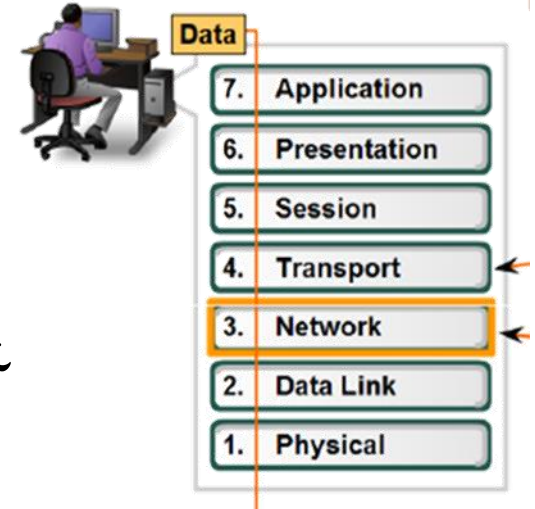 Data
7. Application
6. Presentation
5. Session
4. Transport
3. Network
2. Data Link
1. Physical